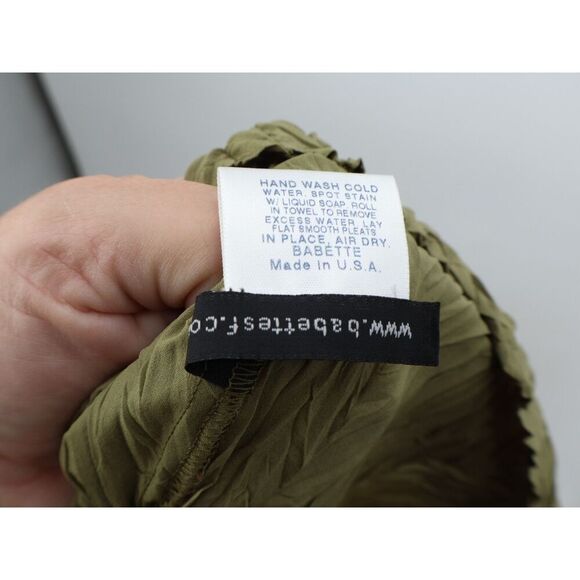 HAND WASH COLD
WATER. SPOT STAIN
W/ LIQUID SOAP. ROLL
IN TOWEL TO REMOVE
EXCESS WATER. LAY
FLAT. SMOOTH PLEATS
IN PLACE, AIR DRY.
BABETTE
Made in U.S.A.
www.babettesf.co